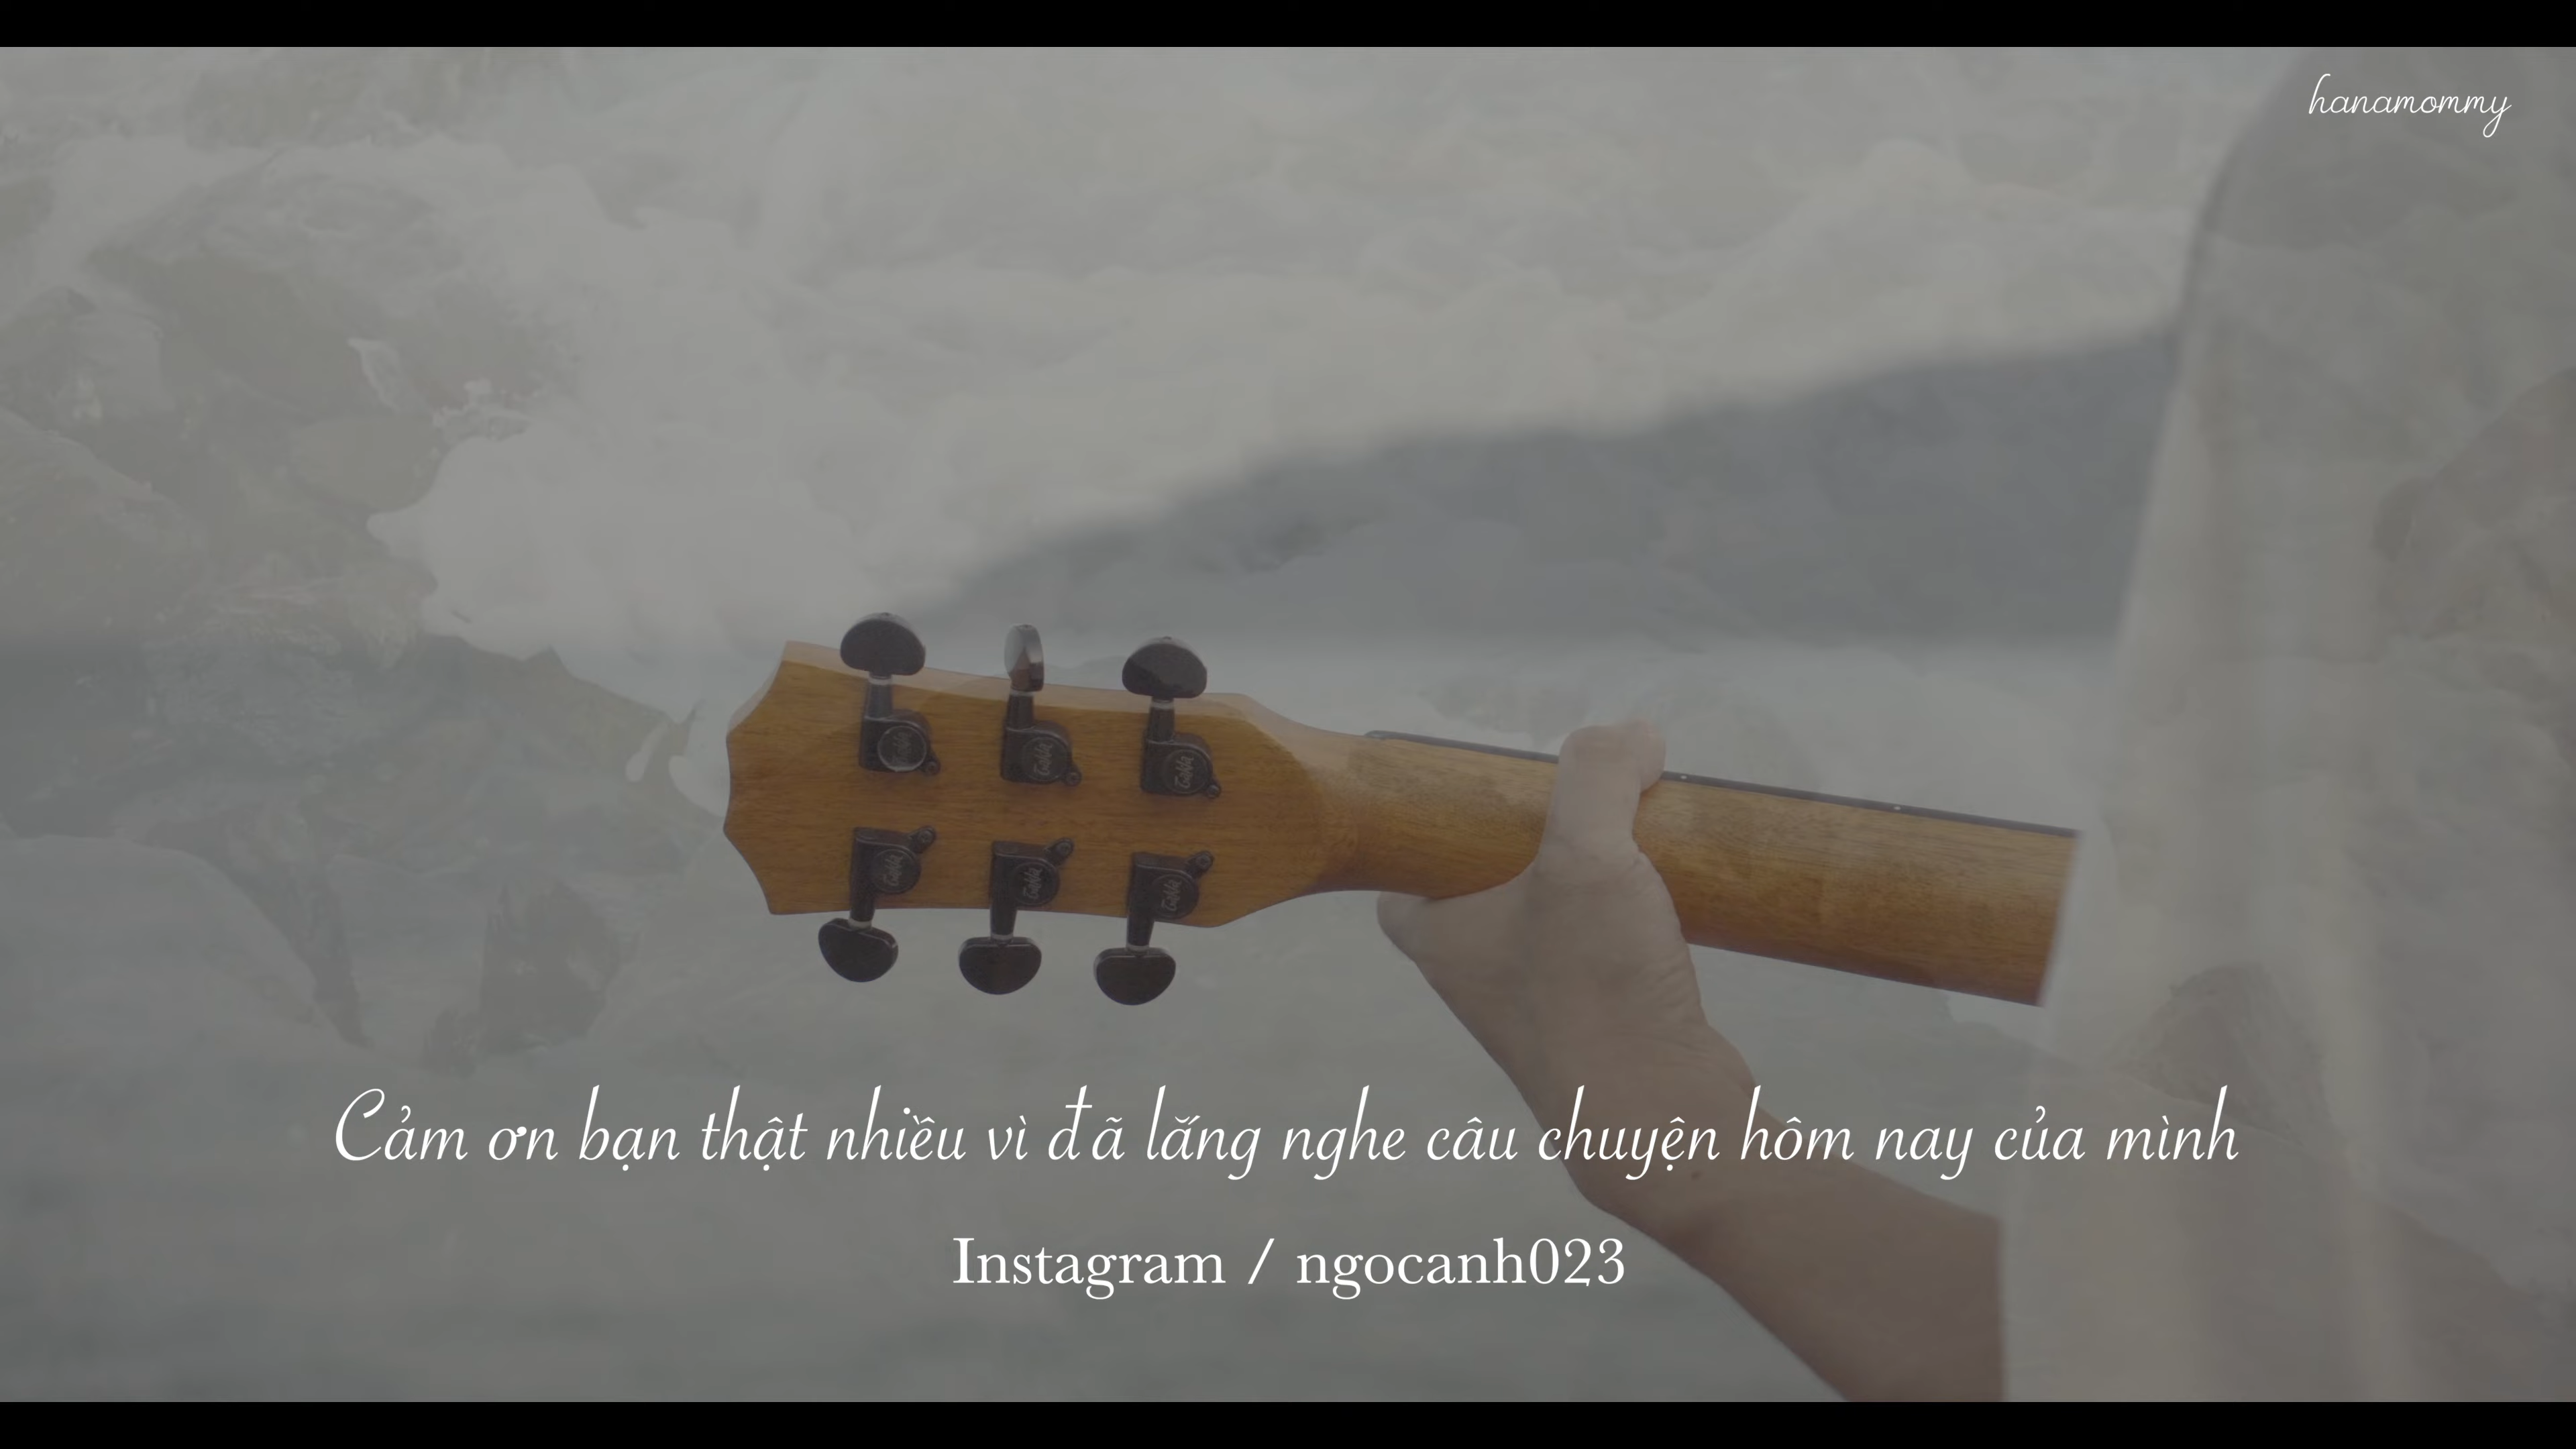 hanamommy
Cảm ơn bạn thật nhiều vì đã lắng nghe câu chuyện hôm nay của mình
Instagram / ngocanh023